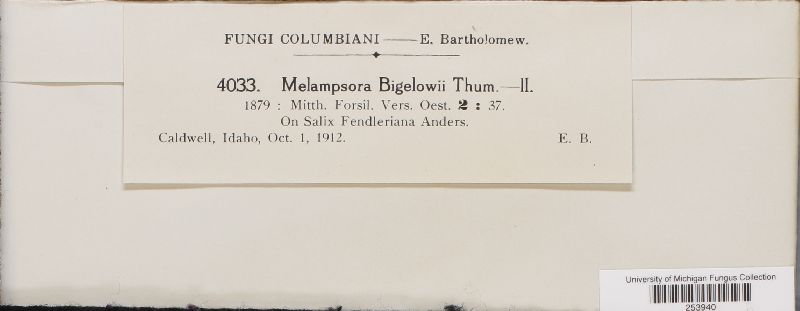 FUNGI COLUMBIANI — E. Bartholomew.
4033. Melampsora Bigelowii Thum.—II.
1879 : Mitth. Forsil. Vers. Oest. 2 : 37.
On Salix Fendleriana Anders.
Caldwell, Idaho, Oct. 1, 1912. E. B.
University of Michigan Fungus Collection
253940